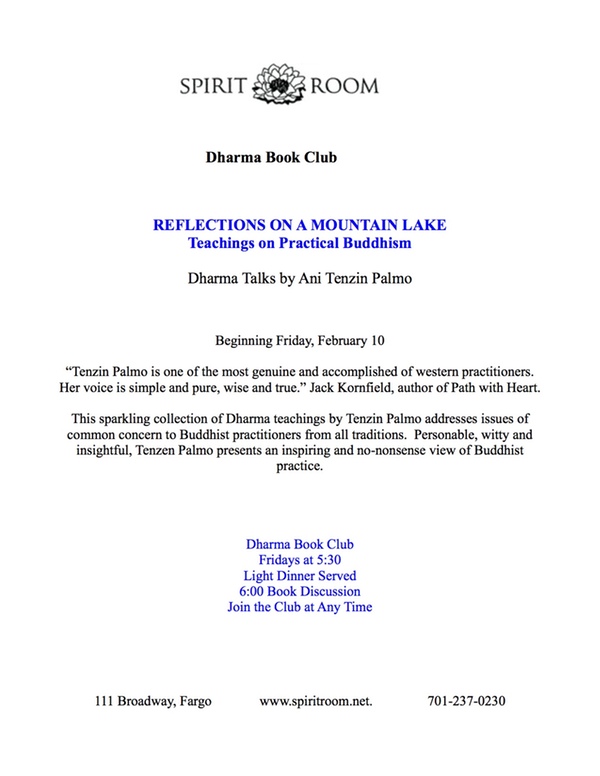 SPIRIT ROOM
Dharma Book Club
REFLECTIONS ON A MOUNTAIN LAKE
Teachings on Practical Buddhism
Dharma Talks by Ani Tenzin Palmo
Beginning Friday, February 10
“Tenzin Palmo is one of the most genuine and accomplished of western practitioners.
Her voice is simple and pure, wise and true.” Jack Kornfield, author of Path with Heart.
This sparkling collection of Dharma teachings by Tenzin Palmo addresses issues of
common concern to Buddhist practitioners from all traditions.  Personable, witty and
insightful, Tenzen Palmo presents an inspiring and no-nonsense view of Buddhist
practice.
Dharma Book Club
Fridays at 5:30
Light Dinner Served
6:00 Book Discussion
Join the Club at Any Time
111 Broadway, Fargo www.spiritroom.net. 701-237-0230